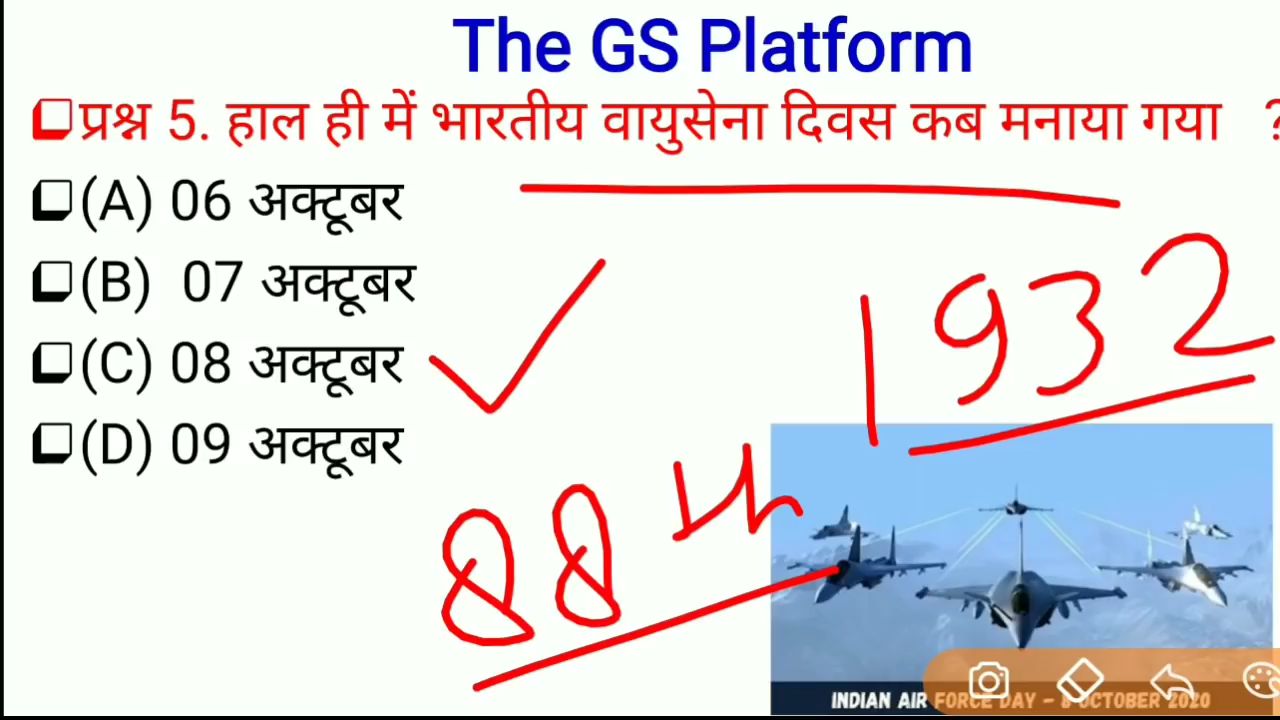 The GS Platform
❑प्रश्न 5. हाल ही में भारतीय वायुसेना दिवस कब मनाया गया ?
❑(A) 06 अक्टूबर
❑(B) 07 अक्टूबर
❑(C) 08 अक्टूबर
❑(D) 09 अक्टूबर
1932
88th
INDIAN AIR FORCE DAY – 8 OCTOBER 2020